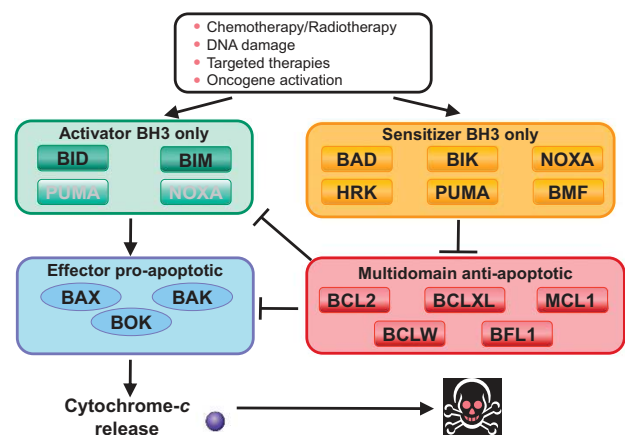 • Chemotherapy/Radiotherapy
• DNA damage
• Targeted therapies
• Oncogene activation
Activator BH3 only
BID BIM
PUMA NOXA
Sensitizer BH3 only
BAD BIK NOXA
HRK PUMA BMF
Effector pro-apoptotic
BAX BAK
BOK
Multidomain anti-apoptotic
BCL2 BCLXL MCL1
BCLW BFL1
Cytochrome-c
release